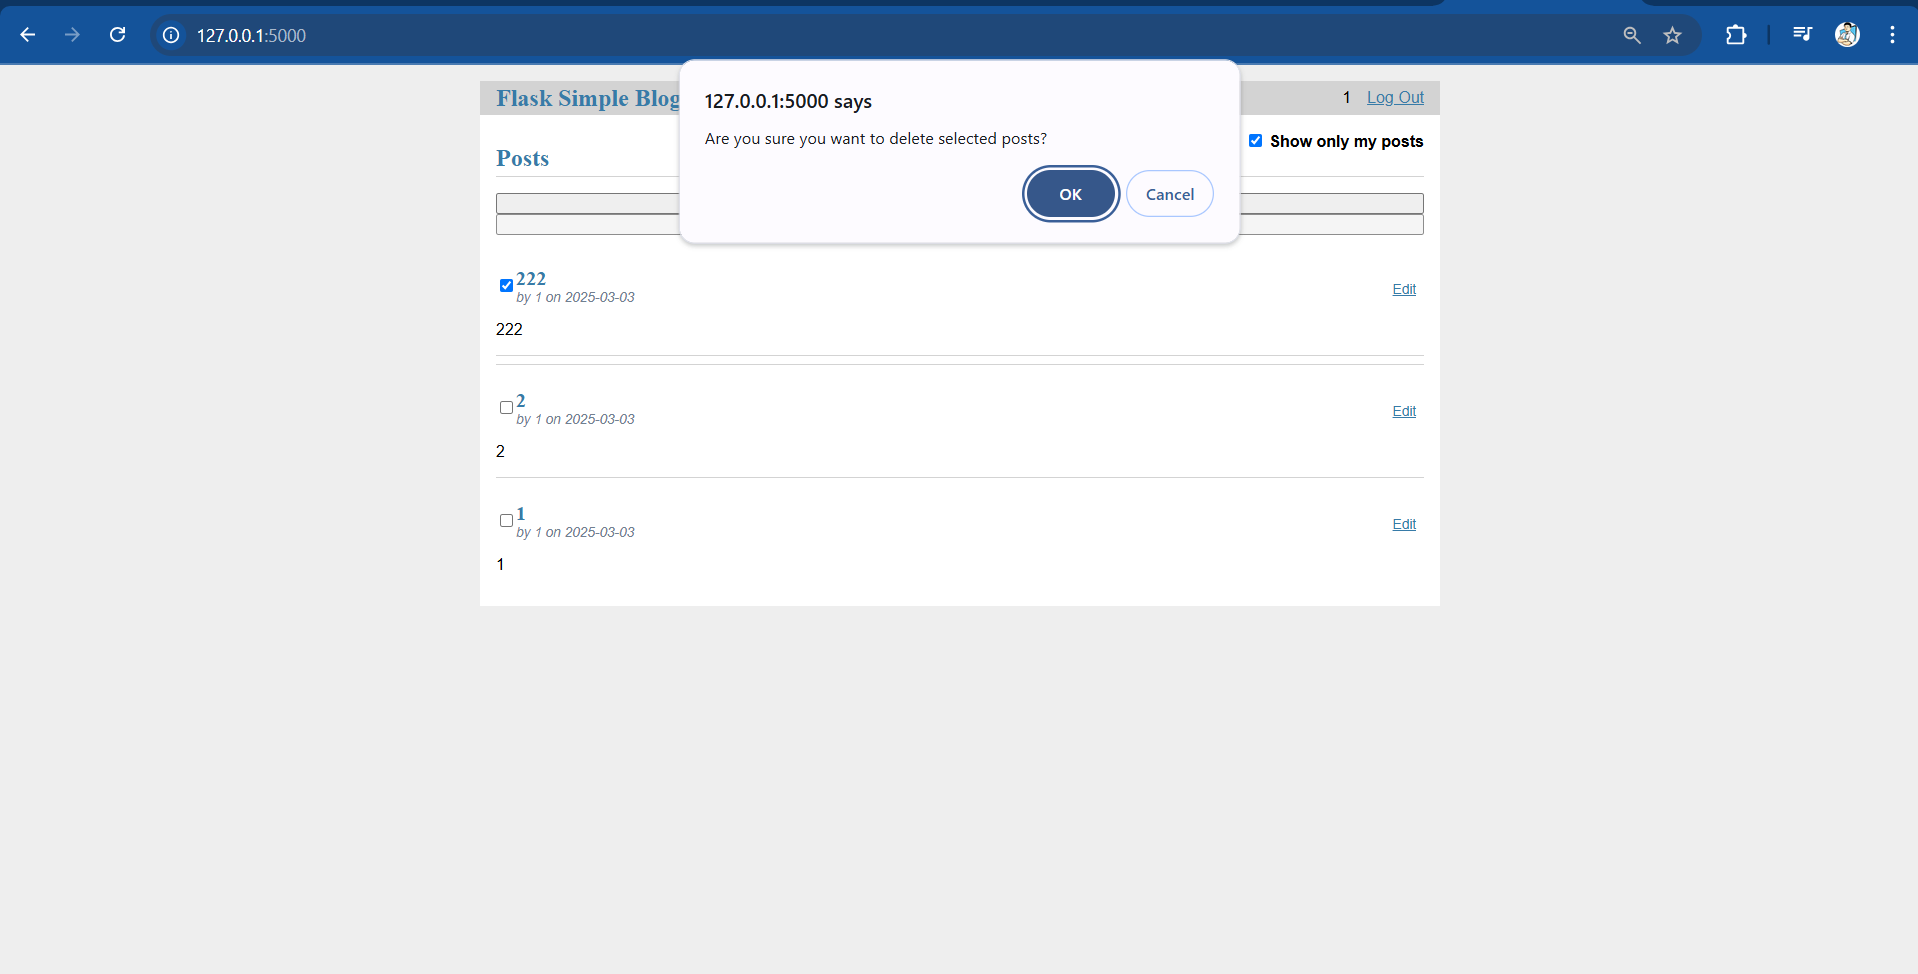 127.0.0.1:5000
127.0.0.1:5000 says
Are you sure you want to delete selected posts?
OK Cancel
Flask Simple Blog 1 Log Out
Show only my posts
Posts
222
by 1 on 2025-03-03 Edit
222
2
by 1 on 2025-03-03 Edit
2
1
by 1 on 2025-03-03 Edit
1